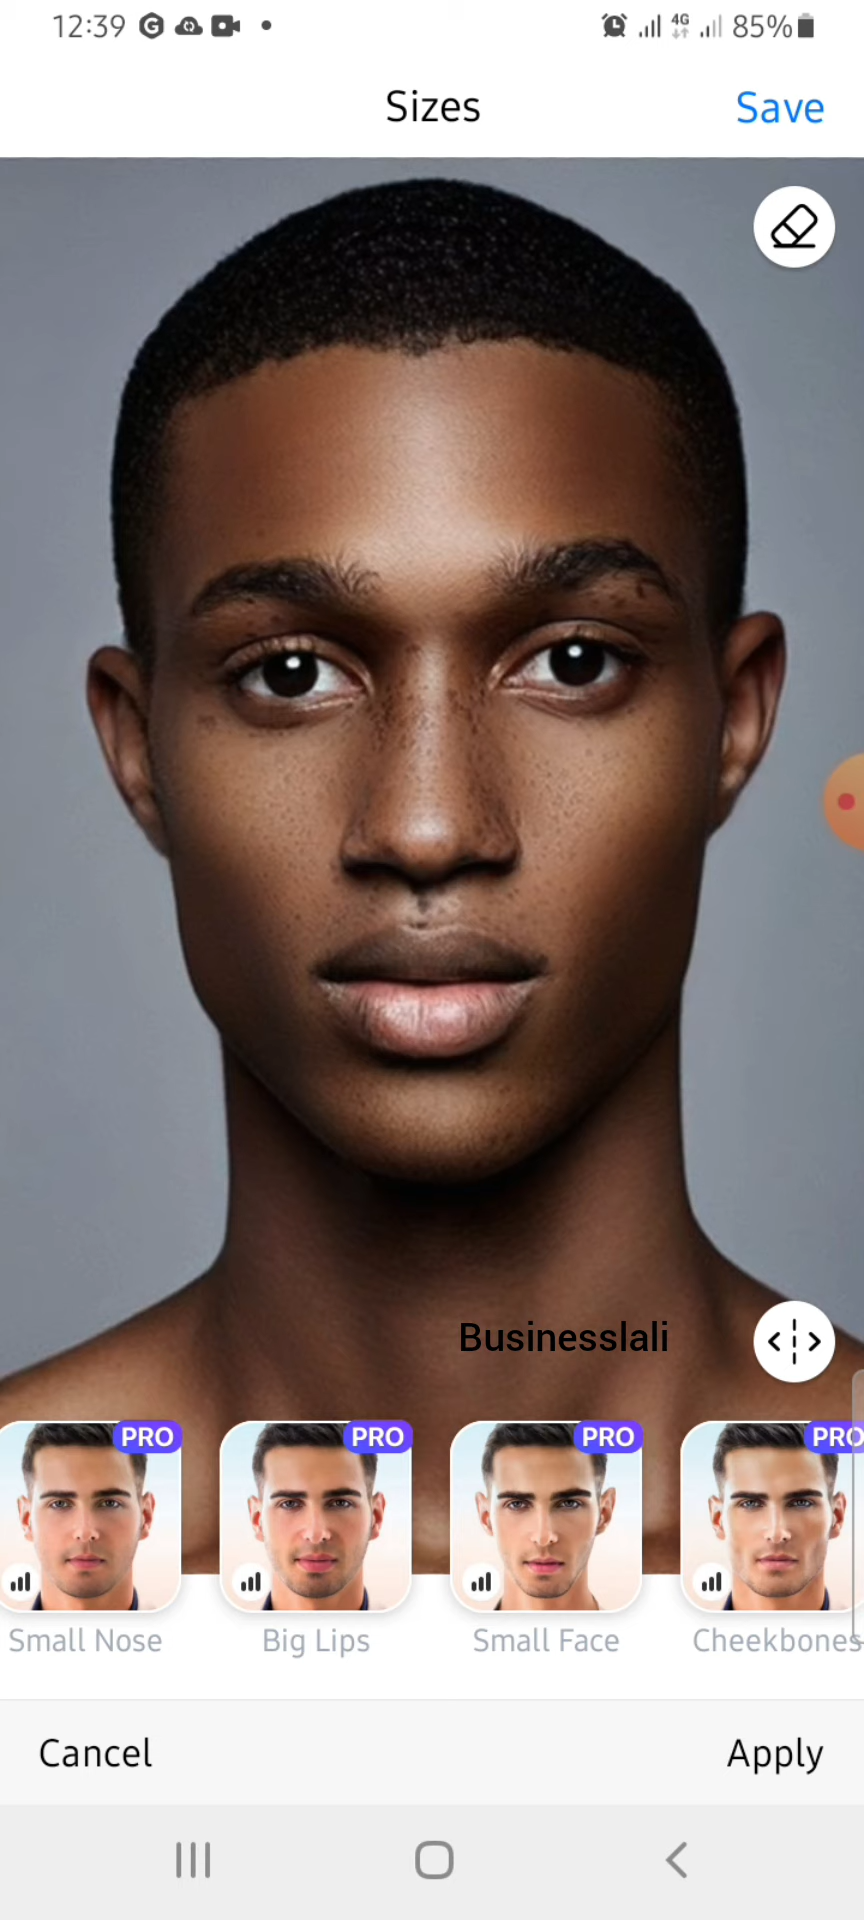 12:39
4G
85%
Sizes
Save
Businesslali
PRO
PRO
PRO
PRO
Small Nose
Big Lips
Small Face
Cheekbones
Cancel
Apply